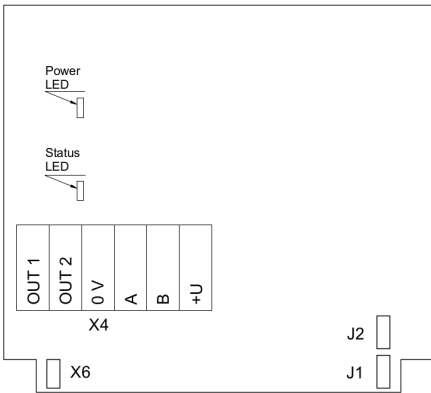 Power
LED
Status
LED
OUT 1
OUT 2
0 V
A
B
+U
X4
J2
X6
J1